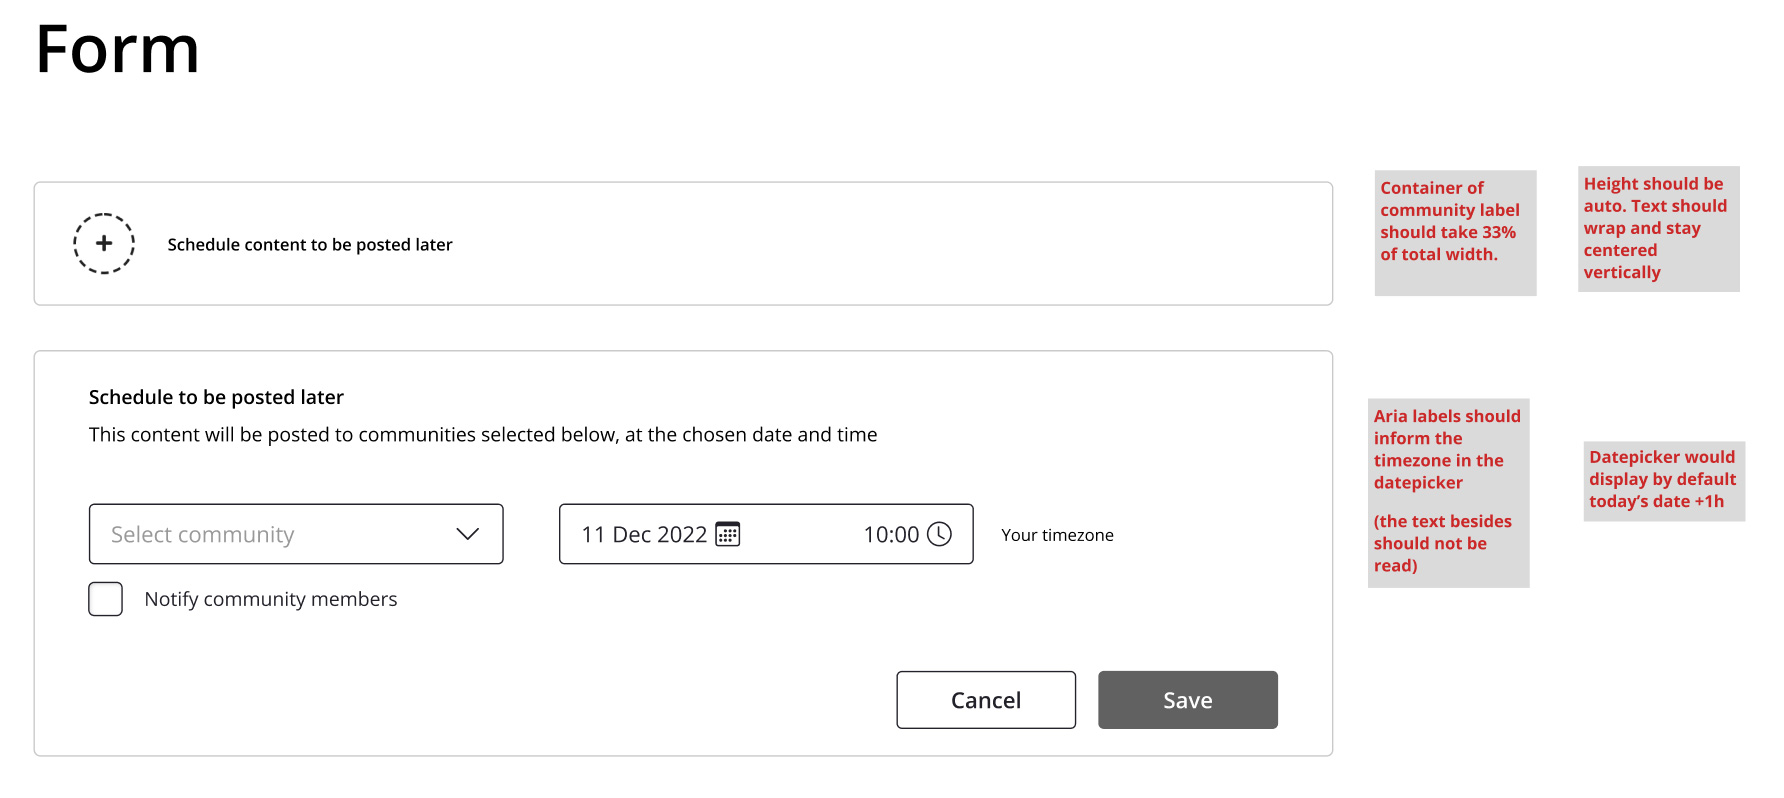 Form
Schedule content to be posted later
Container of
community label
should take 33%
of total width.
Height should be
auto. Text should
wrap and stay
centered
vertically
Schedule to be posted later
This content will be posted to communities selected below, at the chosen date and time
Select community
11 Dec 2022
10:00
Your timezone
Notify community members
Cancel
Save
Aria labels should
inform the
timezone in the
datepicker
(the text besides
should not be
read)
Datepicker would
display by default
today’s date +1h